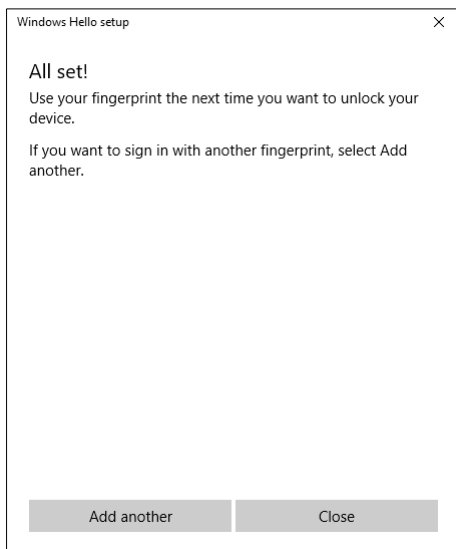 Windows Hello setup
All set!
Use your fingerprint the next time you want to unlock your
device.
If you want to sign in with another fingerprint, select Add
another.
Add another
Close